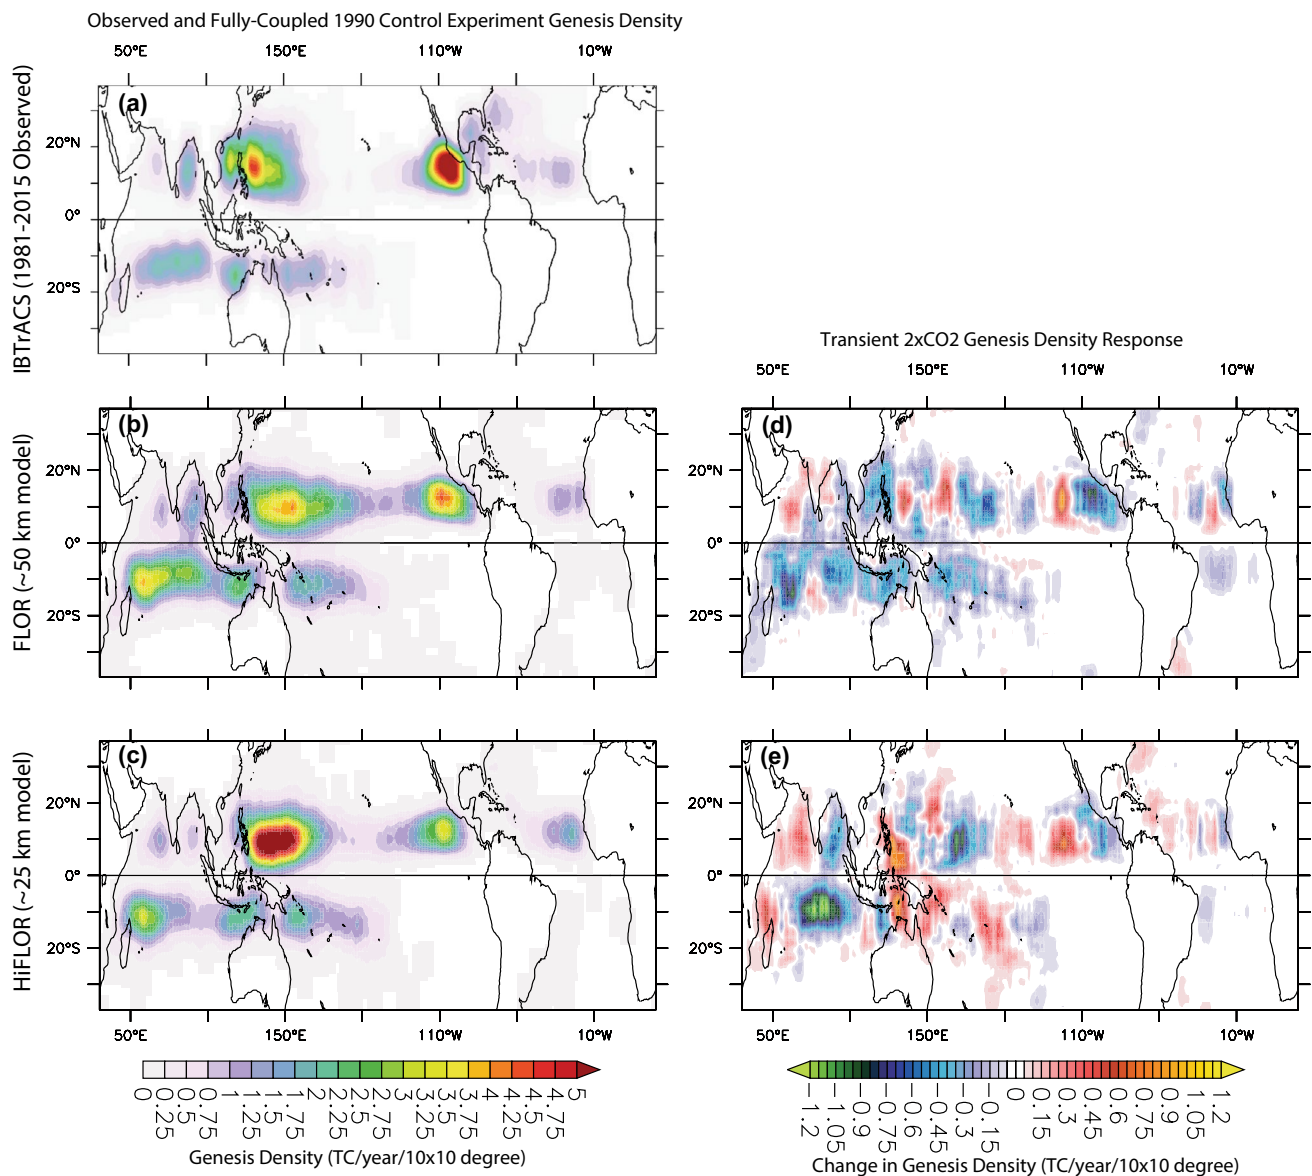 Observed and Fully-Coupled 1990 Control Experiment Genesis Density
50°E 150°E 110°W 10°W
IBTrACS (1981-2015 Observed)
(a)
20°N
0°
20°S
Transient 2xCO2 Genesis Density Response
50°E 150°E 110°W 10°W
FLOR (~50 km model)
(b)
20°N
0°
20°S
(d)
20°N
0°
20°S
HiFLOR (~25 km model)
(c)
20°N
0°
20°S
50°E 150°E 110°W 10°W
(e)
20°N
0°
20°S
50°E 150°E 110°W 10°W
0 0.25 0.5 0.75 1 1.25 1.5 1.75 2 2.25 2.5 2.75 3 3.25 3.5 3.75 4 4.25 4.5 4.75 5
Genesis Density (TC/year/10x10 degree)
-1.2 -1.05 -0.9 -0.75 -0.6 -0.45 -0.3 -0.15 0 0.15 0.3 0.45 0.6 0.75 0.9 1.05 1.2
Change in Genesis Density (TC/year/10x10 degree)